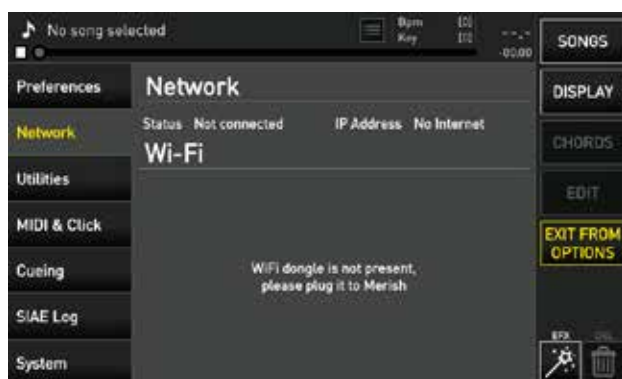 No song selected
Bpm [0]
Key [0]
--.-
-00:00
SONGS
Preferences
Network
DISPLAY
Network
Status Not connected IP Address No Internet
CHORDS
Wi-Fi
Utilities
EDIT
MIDI & Click
EXIT FROM
OPTIONS
Cueing
WiFi dongle is not present,
please plug it to Merish
SIAE Log
EFX DEL
System